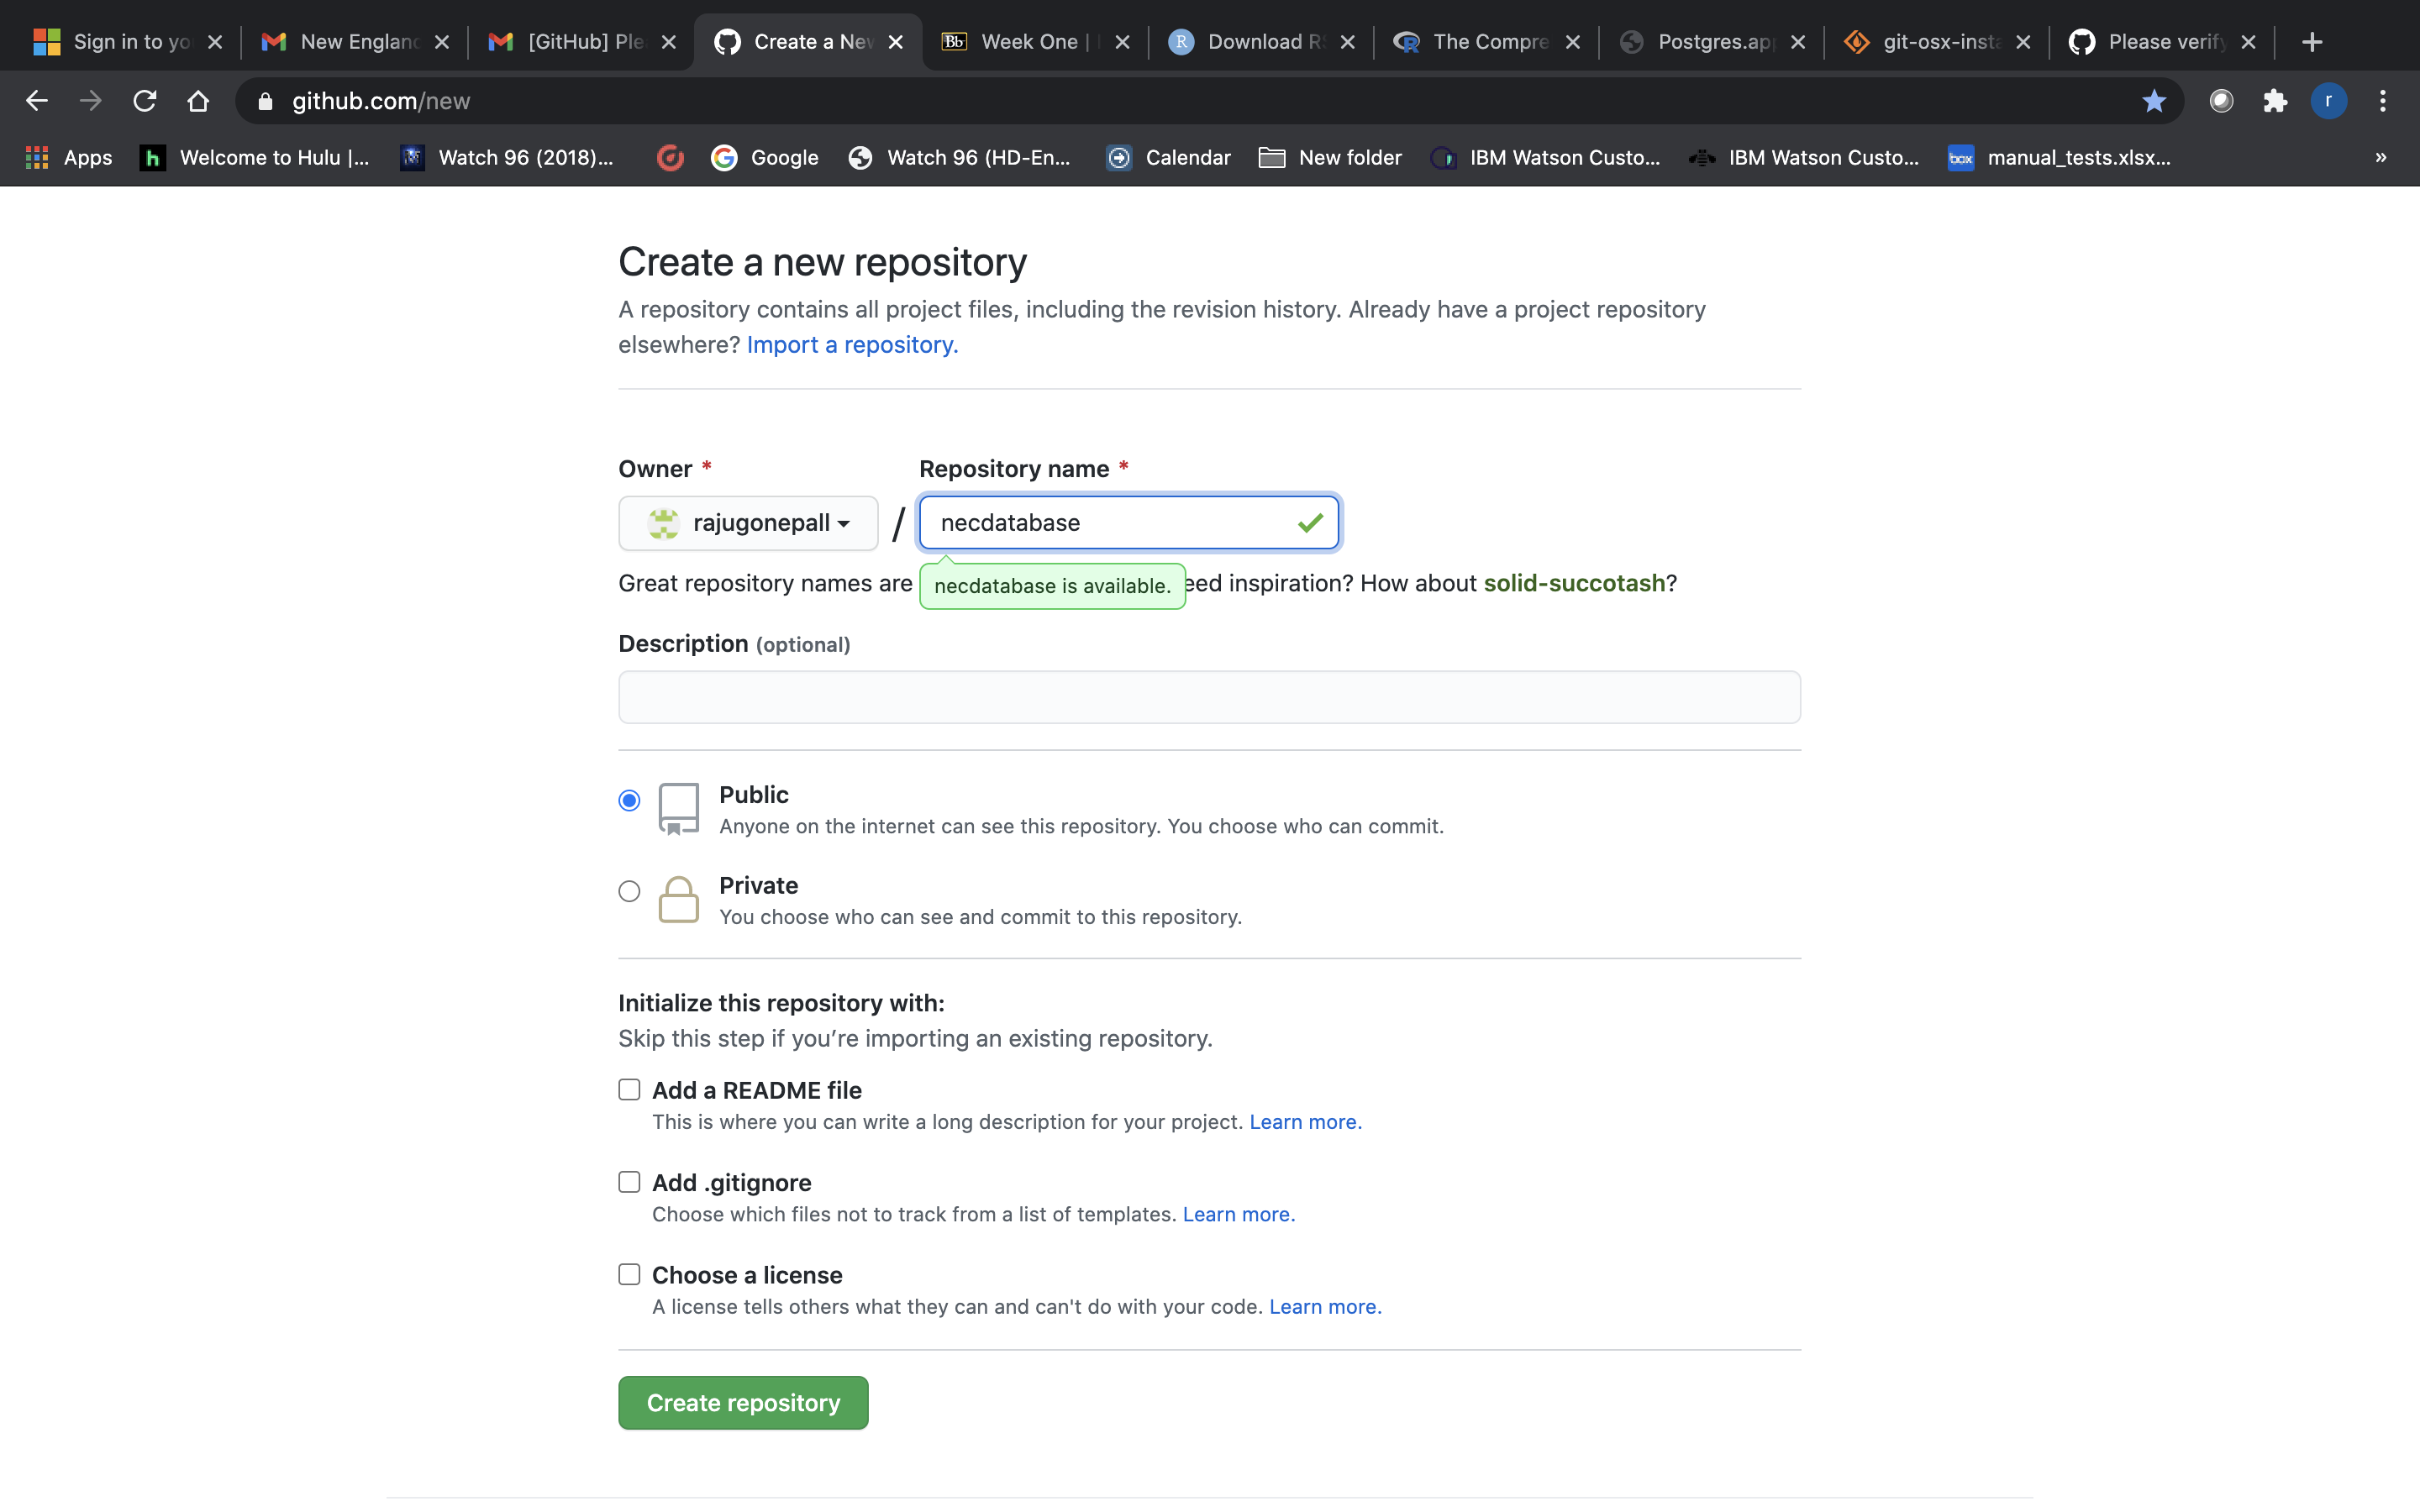 Sign in to yo
New England
[GitHub] Ple
Create a New
Bb
Week One |
R
Download RS
The Compre
Postgres.app
git-osx-insta
Please verify
github.com/new
r
Apps
h
Welcome to Hulu |...
Watch 96 (2018)...
Google
Watch 96 (HD-En...
Calendar
New folder
IBM Watson Custo...
IBM Watson Custo...
box
manual_tests.xlsx...
»
Create a new repository
A repository contains all project files, including the revision history. Already have a project repository
elsewhere? Import a repository.
Owner *
Repository name *
rajugonepall
/
necdatabase
Great repository names are
necdatabase is available.
eed inspiration? How about solid-succotash?
Description (optional)
Public
Anyone on the internet can see this repository. You choose who can commit.
Private
You choose who can see and commit to this repository.
Initialize this repository with:
Skip this step if you’re importing an existing repository.
Add a README file
This is where you can write a long description for your project. Learn more.
Add .gitignore
Choose which files not to track from a list of templates. Learn more.
Choose a license
A license tells others what they can and can't do with your code. Learn more.
Create repository